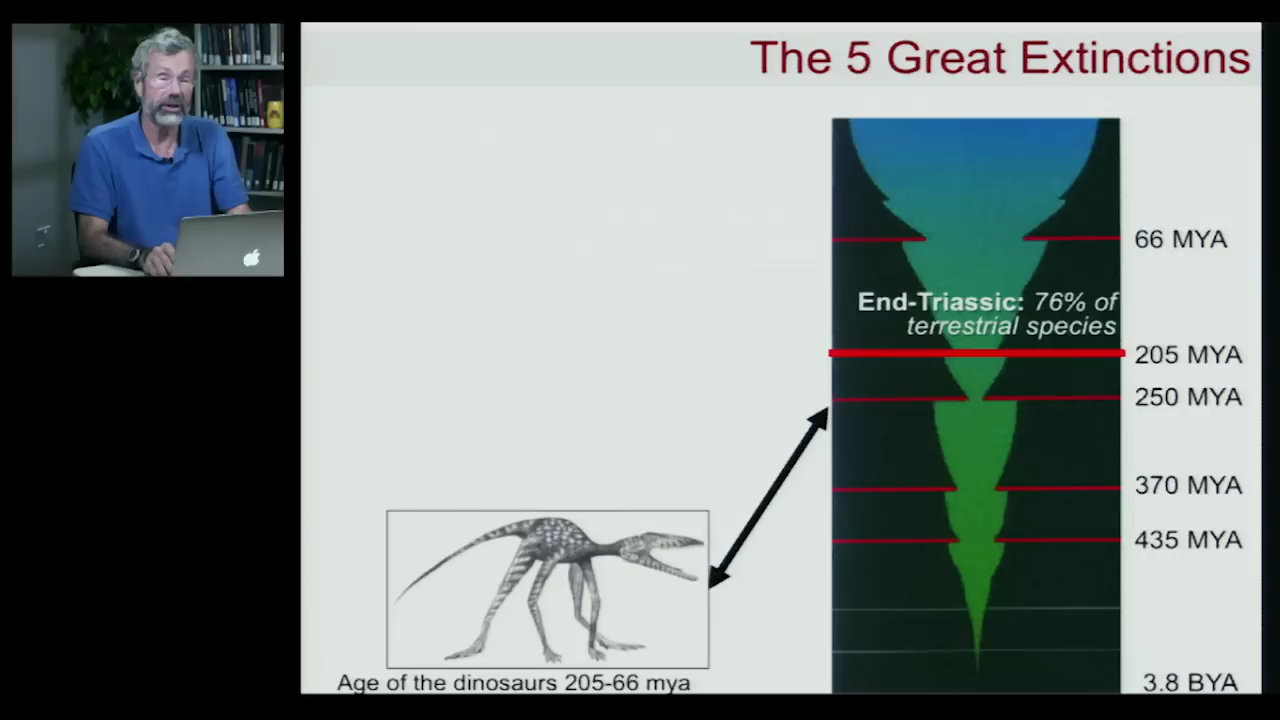 The 5 Great Extinctions
66 MYA
End-Triassic: 76% of
terrestrial species
205 MYA
250 MYA
370 MYA
435 MYA
Age of the dinosaurs 205-66 mya
3.8 BYA